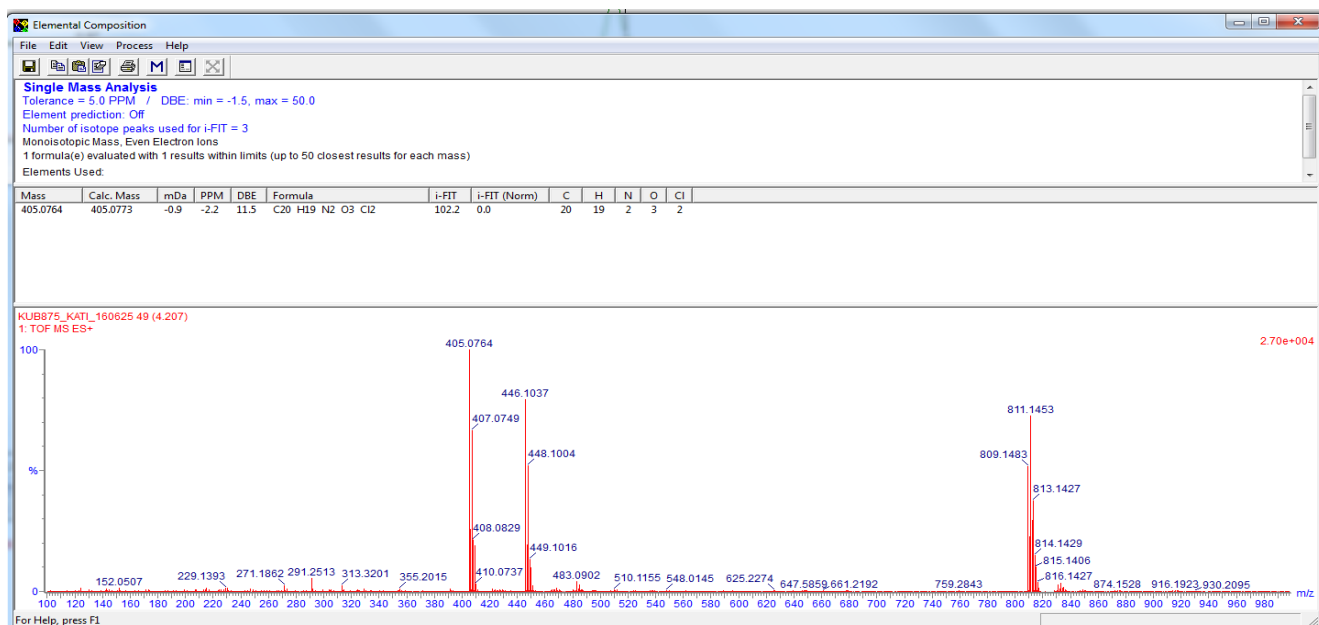 Elemental Composition
File Edit View Process Help
M
Single Mass Analysis
Tolerance = 5.0 PPM / DBE: min = -1.5, max = 50.0
Element prediction: Off
Number of isotope peaks used for i-FIT = 3
Monoisotopic Mass, Even Electron Ions
1 formula(e) evaluated with 1 results within limits (up to 50 closest results for each mass)
Elements Used:
Mass Calc. Mass mDa PPM DBE Formula i-FIT i-FIT (Norm) C H N O Cl
405.0764 405.0773 -0.9 -2.2 11.5 C20 H19 N2 O3 Cl2 102.2 0.0 20 19 2 3 2
KUB875_KATI_160625 49 (4.207)
1: TOF MS ES+
2.70e+004
100
405.0764
446.1037
811.1453
407.0749
448.1004
809.1483
%
813.1427
408.0829
449.1016
814.1429
815.1406
816.1427
410.0737
152.0507
229.1393
271.1862
291.2513
313.3201
355.2015
483.0902
510.1155
548.0145
625.2274
647.5859
661.2192
759.2843
874.1528
916.1923
930.2095
0
100 120 140 160 180 200 220 240 260 280 300 320 340 360 380 400 420 440 460 480 500 520 540 560 580 600 620 640 660 680 700 720 740 760 780 800 820 840 860 880 900 920 940 960 980
m/z
For Help, press F1